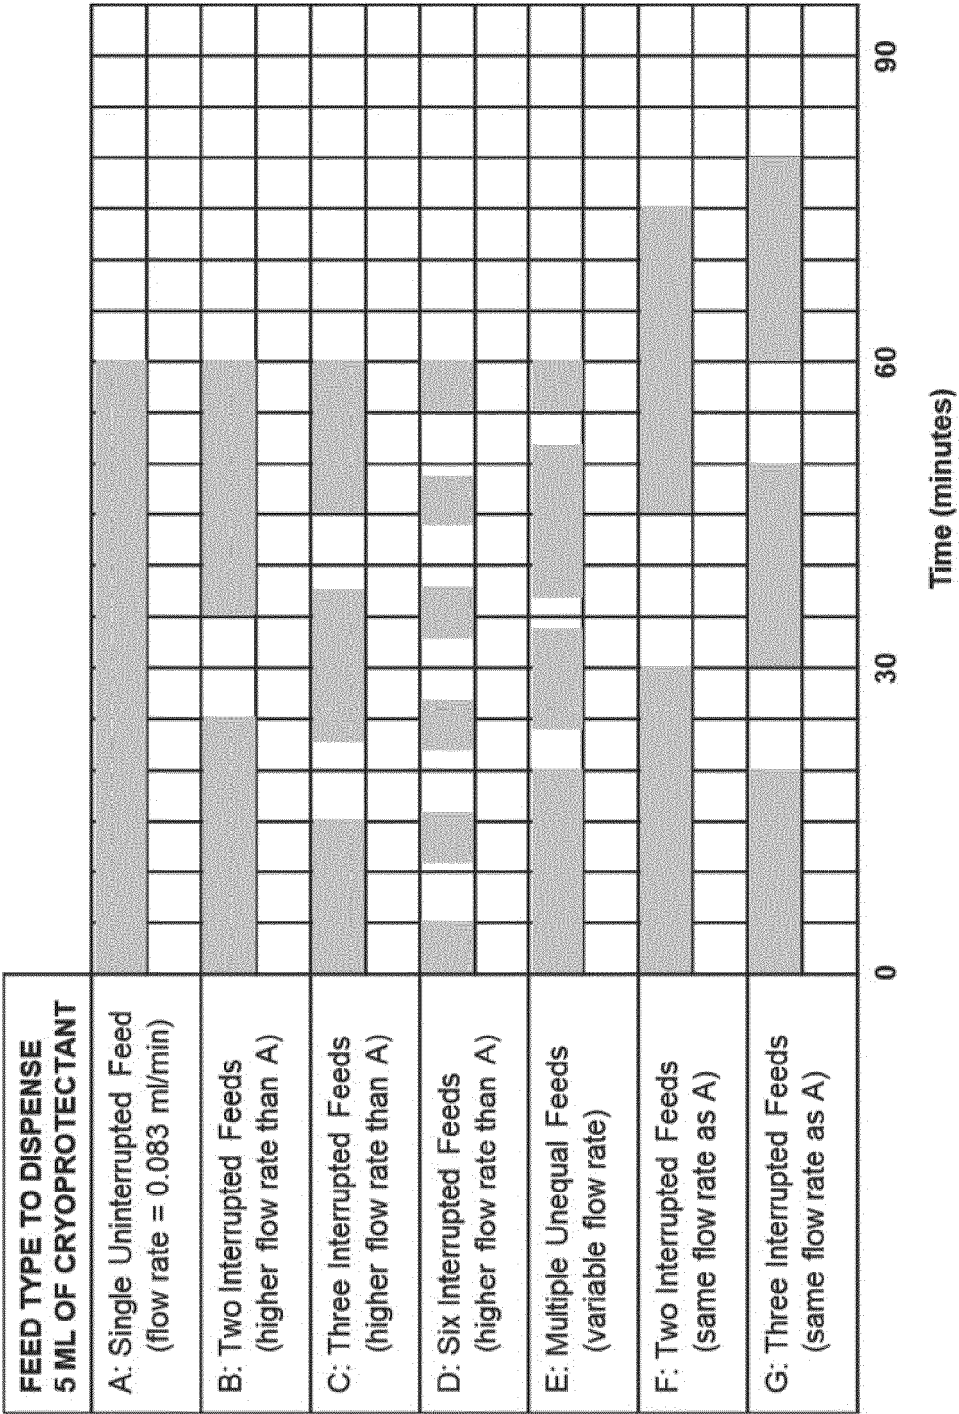 FEED TYPE TO DISPENSE
5 ML OF CRYOPROTECTANT
A: Single Uninterrupted Feed
(flow rate = 0.083 ml/min)
B: Two Interrupted Feeds
(higher flow rate than A)
C: Three Interrupted Feeds
(higher flow rate than A)
D: Six Interrupted Feeds
(higher flow rate than A)
E: Multiple Unequal Feeds
(variable flow rate)
F: Two Interrupted Feeds
(same flow rate as A)
G: Three Interrupted Feeds
(same flow rate as A)
0 30 60 90
Time (minutes)